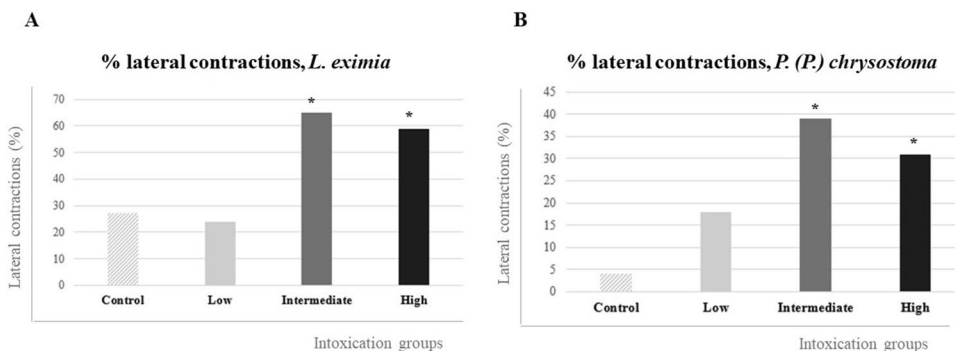 A
% lateral contractions, L. eximia
Lateral contractions (%)
70
60
50
40
30
20
10
0
*
*
Control Low Intermediate High
Intoxication groups
B
% lateral contractions, P. (P.) chrysostoma
Lateral contractions (%)
45
40
35
30
25
20
15
10
5
0
*
*
Control Low Intermediate High
Intoxication groups